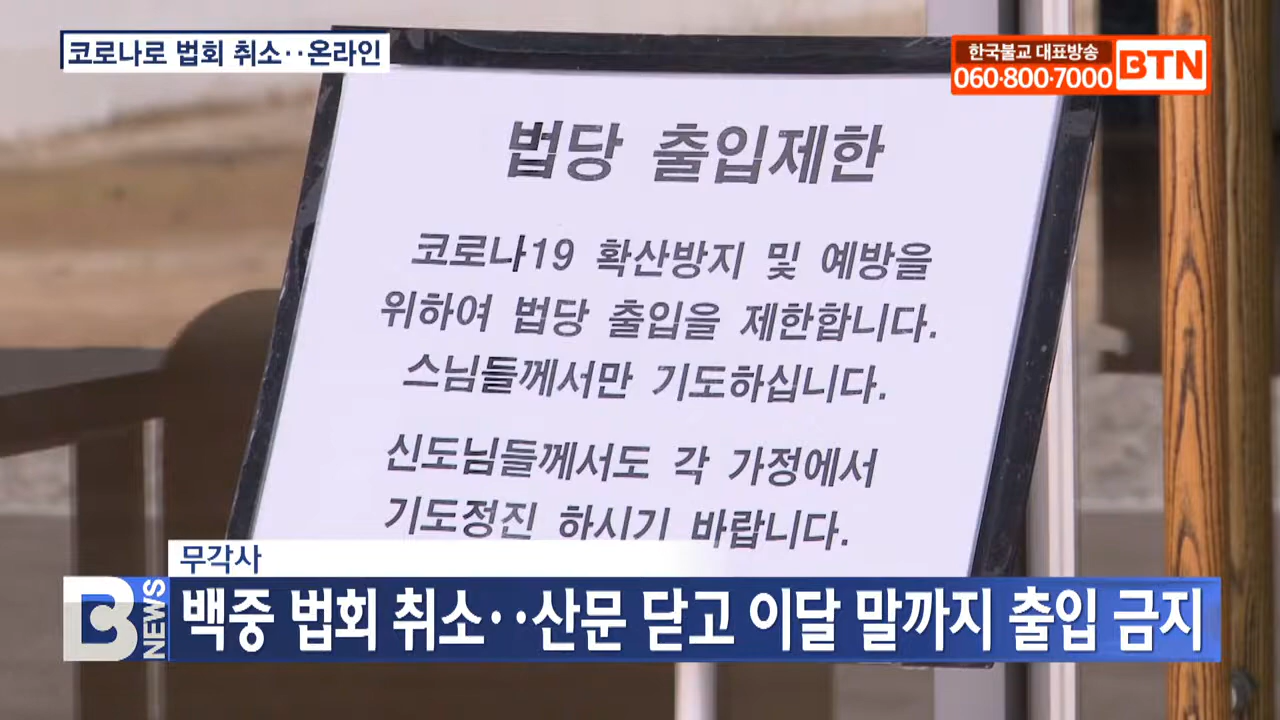 코로나로 법회 취소‥온라인
한국불교 대표방송
060·800·7000
BTN
법당 출입제한
코로나19 확산방지 및 예방을
위하여 법당 출입을 제한합니다.
스님들께서만 기도하십니다.
신도님들께서도 각 가정에서
기도정진 하시기 바랍니다.
무각사
B NEWS
백중 법회 취소‥산문 닫고 이달 말까지 출입 금지